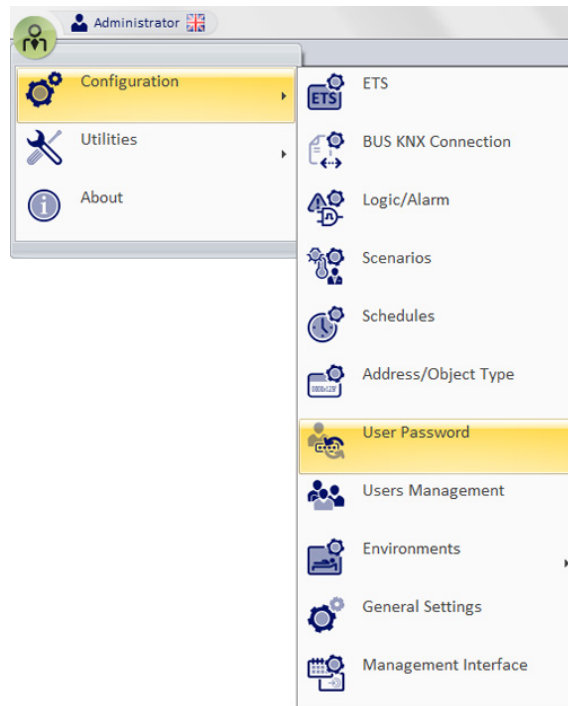 Administrator
Configuration
Utilities
About
ETS
ETS
BUS KNX Connection
Logic/Alarm
Scenarios
Schedules
Address/Object Type
User Password
Users Management
Environments
General Settings
Management Interface